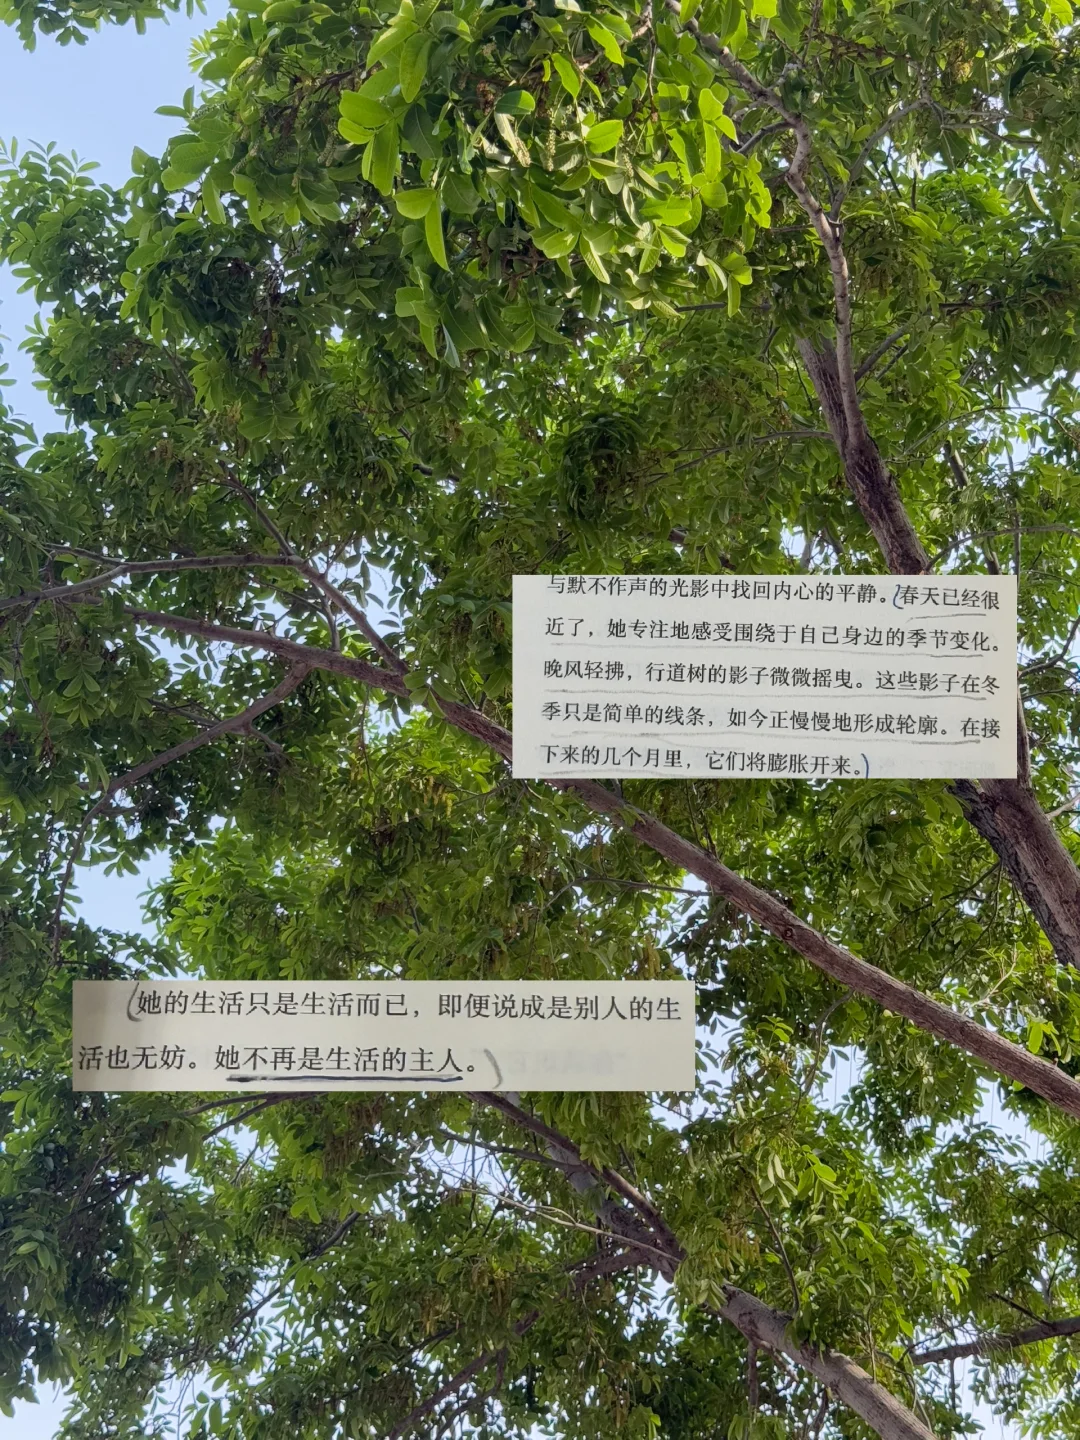 与默不作声的光影中找回内心的平静。(春天已经很
近了，她专注地感受围绕于自己身边的季节变化。
晚风轻拂，行道树的影子微微摇曳。这些影子在冬
季只是简单的线条，如今正慢慢地形成轮廓。在接
下来的几个月里，它们将膨胀开来。)
(她的生活只是生活而已，即便说成是别人的生
活也无妨。她不再是生活的主人。)